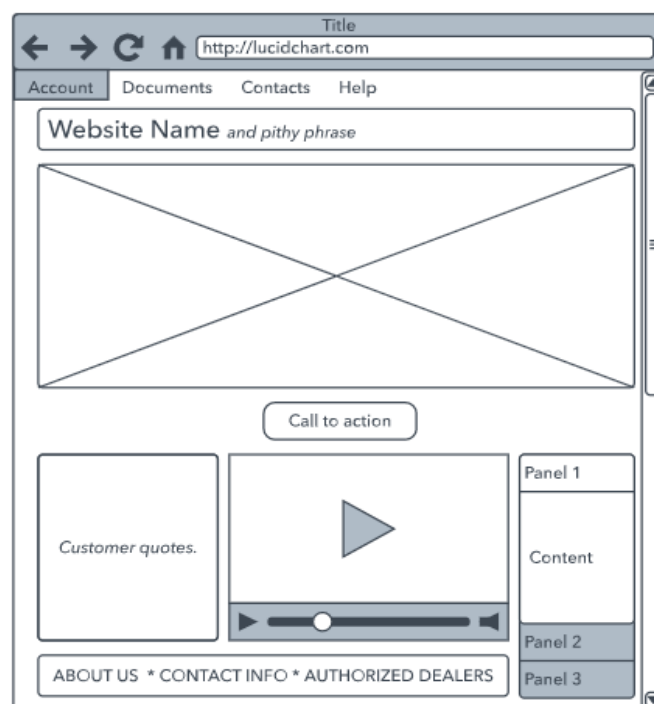 Title
http://lucidchart.com
Account Documents Contacts Help
Website Name and pithy phrase
Call to action
Customer quotes.
Panel 1
Content
Panel 2
Panel 3
ABOUT US * CONTACT INFO * AUTHORIZED DEALERS